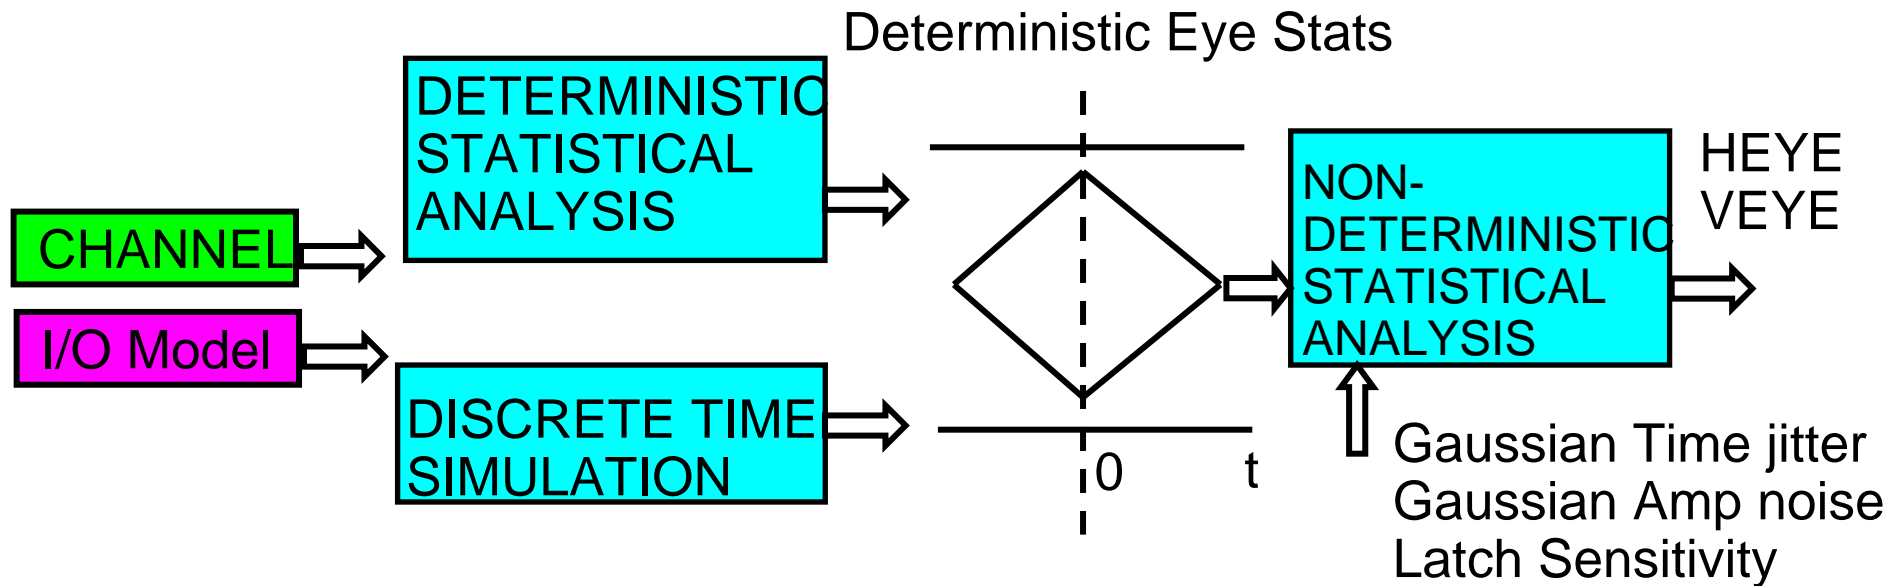 Deterministic Eye Stats
DETERMINISTIC
STATISTICAL
ANALYSIS
CHANNEL
I/O Model
DISCRETE TIME
SIMULATION
0 t
NON-
DETERMINISTIC
STATISTICAL
ANALYSIS
HEYE
VEYE
Gaussian Time jitter
Gaussian Amp noise
Latch Sensitivity